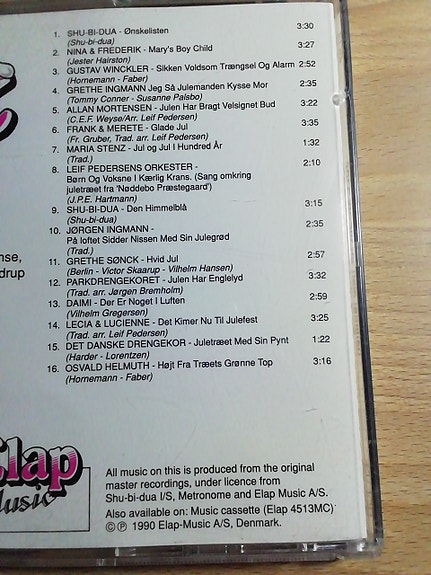 1. SHU-BI-DUA - Ønskelisten 3:30
(Shu-bi-dua)
2. NINA & FREDERIK - Mary's Boy Child 3:27
(Jester Hairston)
3. GUSTAV WINCKLER - Sikken Voldsom Trængsel Og Alarm 2:52
(Hornemann - Faber)
4. GRETHE INGMANN Jeg Så Julemanden Kysse Mor 2:35
(Tommy Conner - Susanne Palsbo)
5. ALLAN MORTENSEN - Julen Har Bragt Velsignet Bud 3:22
(C.E.F. Weyse/Arr. Leif Pedersen)
6. FRANK & MERETE - Glade Jul 3:35
(Fr. Gruber, Trad. arr. Leif Pedersen)
7. MARIA STENZ - Jul og Jul I Hundred År 1:32
(Trad.)
8. LEIF PEDERSENS ORKESTER - 2:10
Børn Og Voksne I Kærlig Krans. (Sang omkring
juletræet fra 'Nøddebo Præstegaard')
(J.P.E. Hartmann)
9. SHU-BI-DUA - Den Himmelblå 3:15
(Shu-bi-dua)
10. JØRGEN INGMANN - 2:35
På loftet Sidder Nissen Med Sin Julegrød
(Trad.)
11. GRETHE SØNCK - Hvid Jul 2:57
(Berlin - Victor Skaarup - Vilhelm Hansen)
12. PARKDRENGEKORET - Julen Har Englelyd 3:32
(Trad. arr. Jørgen Bremholm)
13. DAIMI - Der Er Noget I Luften 2:59
(Vilhelm Gregersen)
14. LECIA & LUCIENNE - Det Kimer Nu Til Julefest 3:25
(Trad. arr. Leif Pedersen)
15. DET DANSKE DRENGEKOR - Juletræet Med Sin Pynt 1:22
(Harder - Lorentzen)
16. OSVALD HELMUTH - Højt Fra Træets Grønne Top 3:16
(Hornemann - Faber)
Elap
Music
All music on this is produced from the original
master recordings, under licence from
Shu-bi-dua I/S, Metronome and Elap Music A/S.
Also available on: Music cassette (Elap 4513MC)
© ℗ 1990 Elap-Music A/S, Denmark.